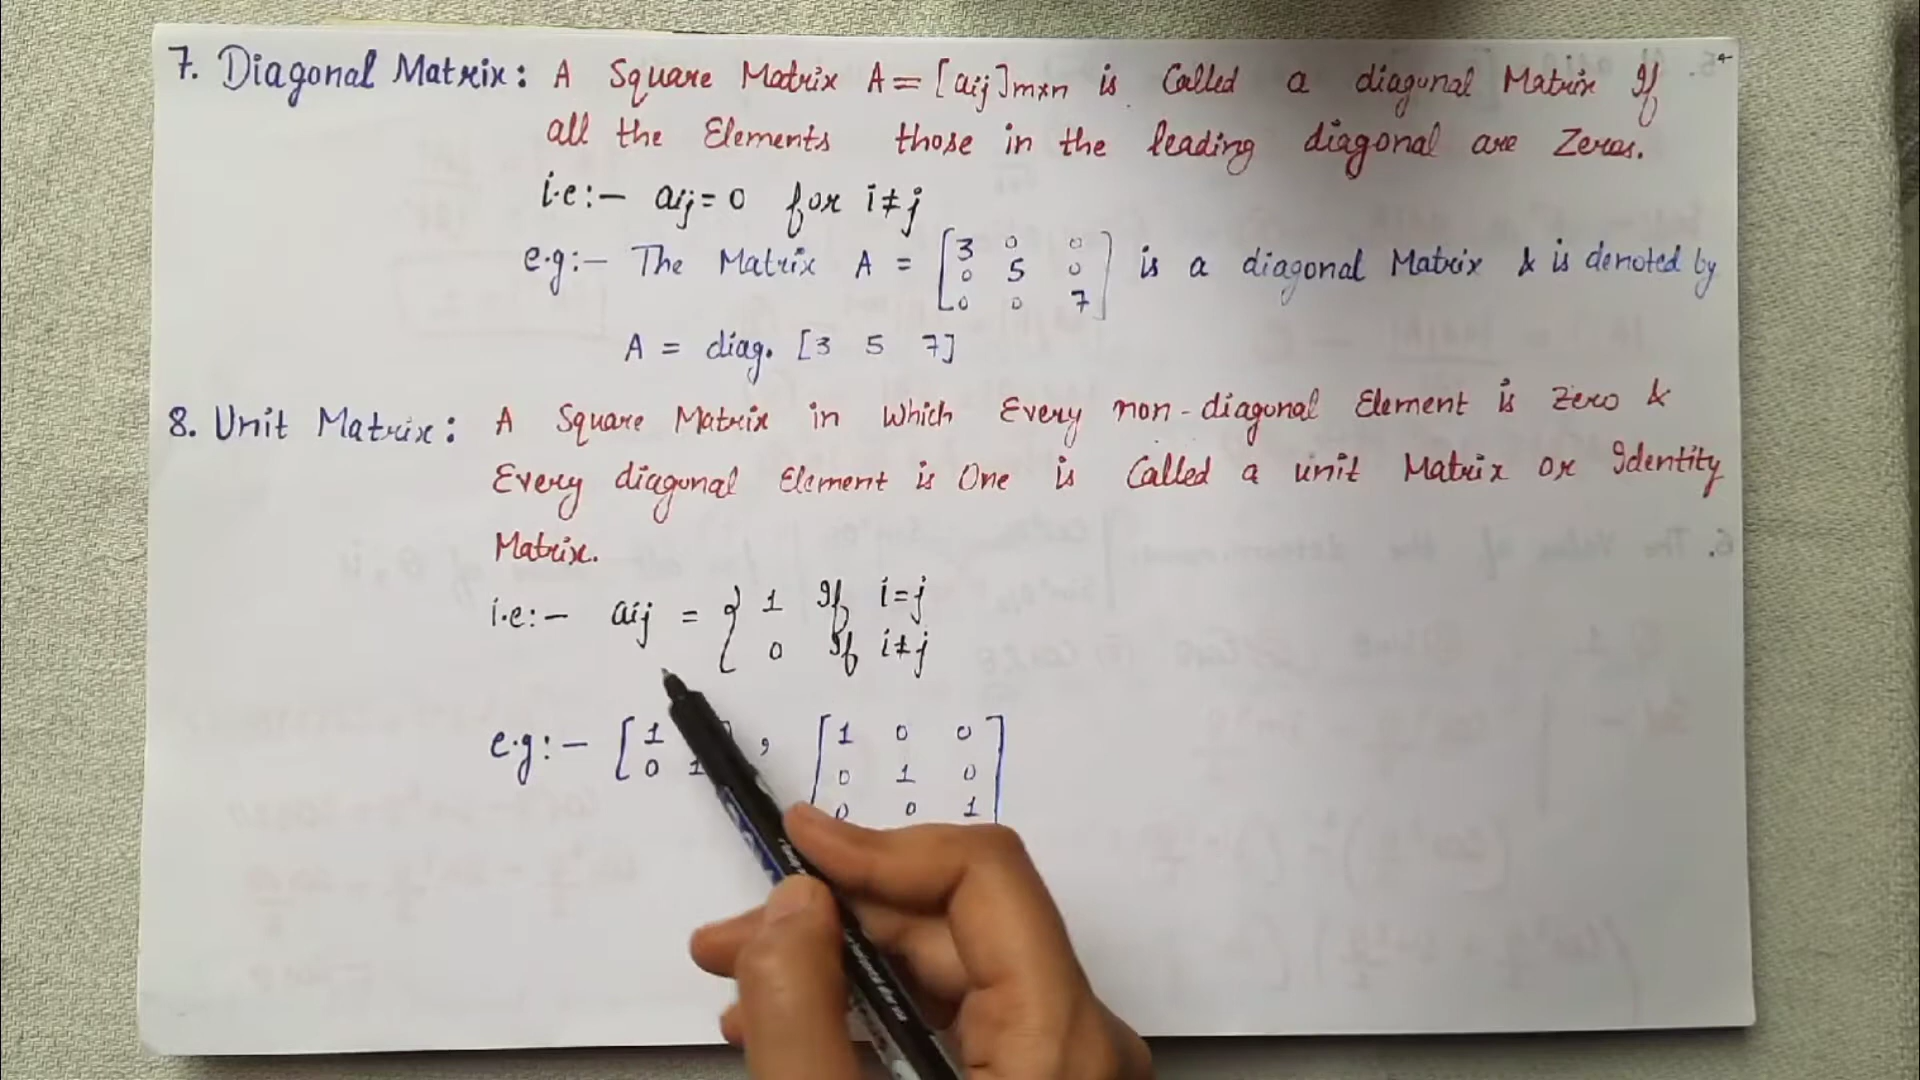 7. Diagonal Matrix: A Square Matrix A = [aij]m×n is Called a diagonal Matrix If
all the Elements those in the leading diagonal are Zeros.
i.e:- aij = 0 for i ≠ j
e.g:- The Matrix A = [3 0 0
0 5 0
0 0 7] is a diagonal Matrix & is denoted by
A = diag. [3 5 7]
8. Unit Matrix: A Square Matrix in Which Every non-diagonal Element is Zero &
Every diagonal Element is One is Called a unit Matrix or Identity
Matrix.
i.e:- aij = { 1 If i = j
0 If i ≠ j
e.g:- [1
0 1 , [1 0 0]
0 1 0
0 0 1